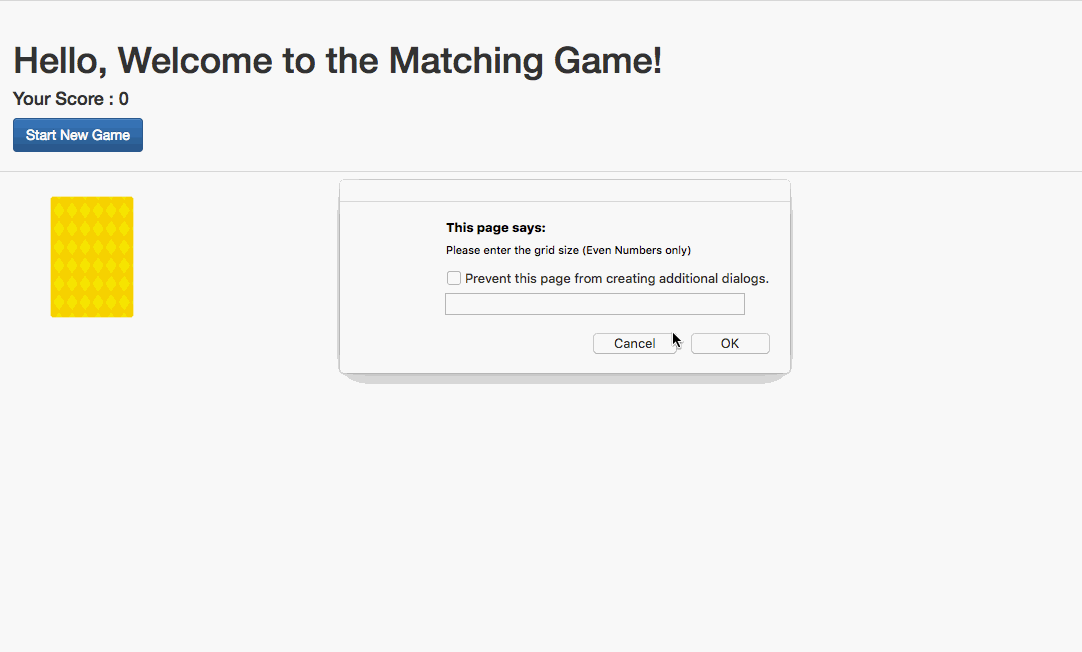 Hello, Welcome to the Matching Game!
Your Score : 0
Start New Game
This page says:
Please enter the grid size (Even Numbers only)
Prevent this page from creating additional dialogs.
Cancel
OK